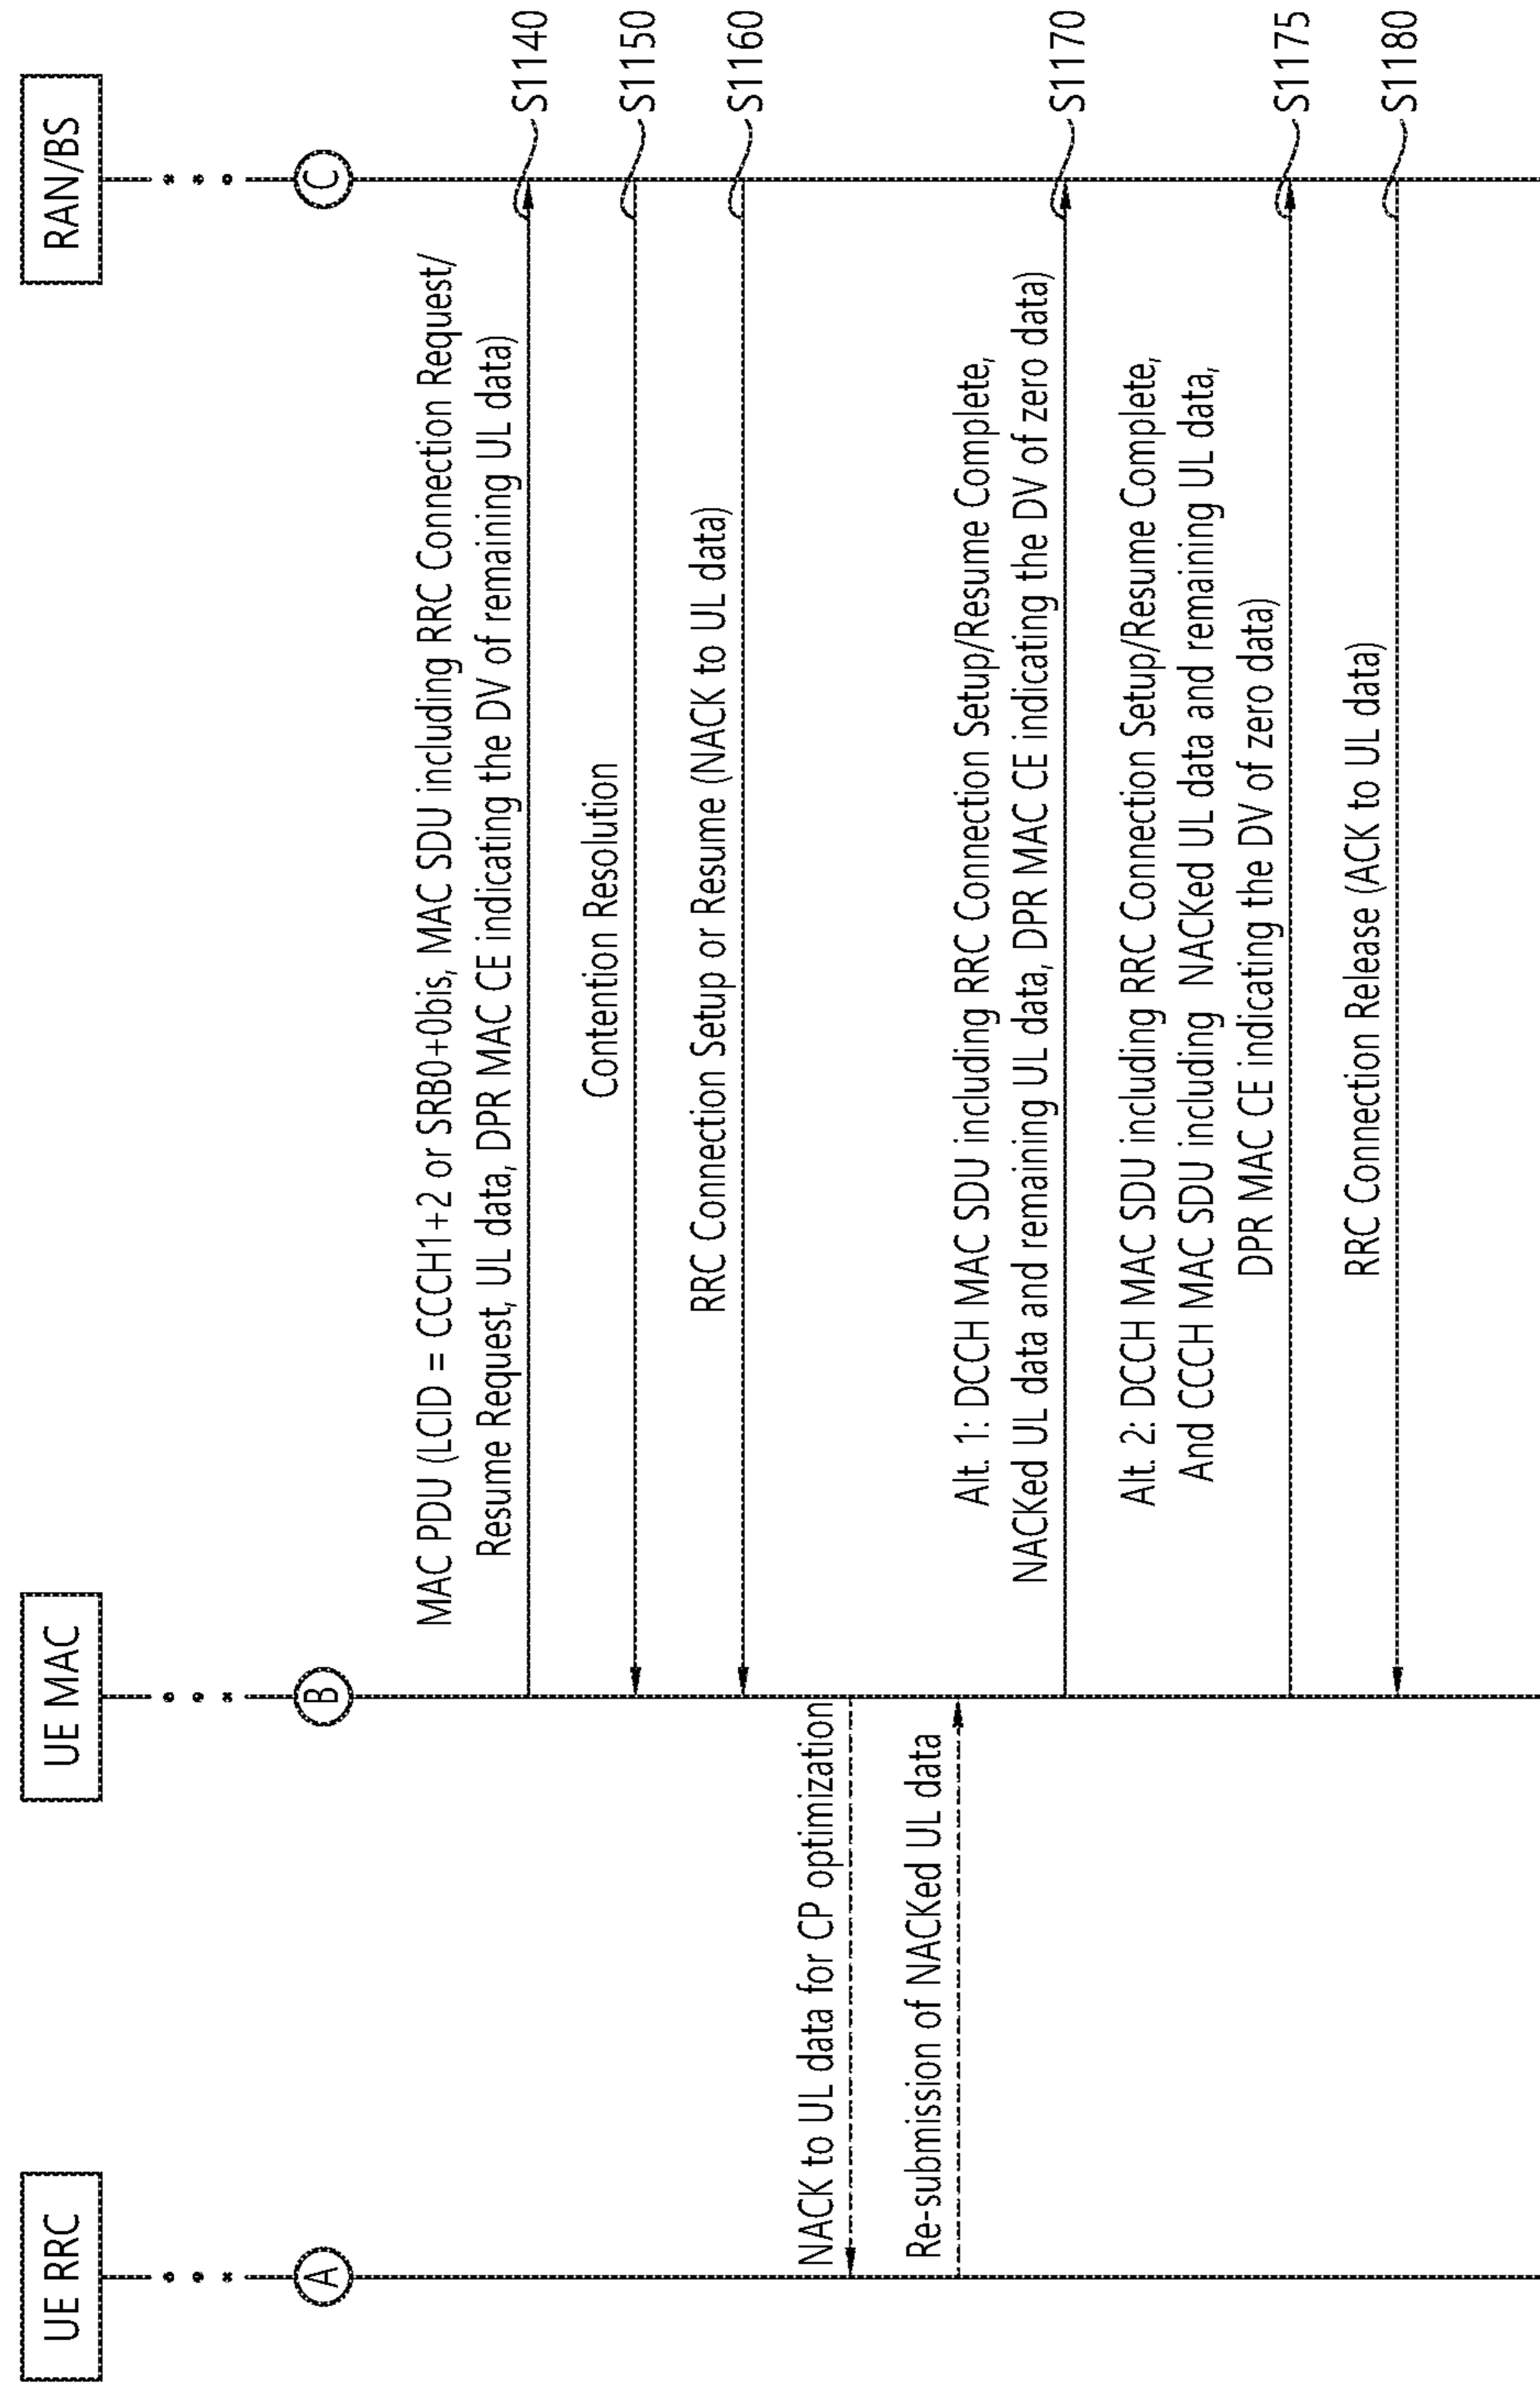 UE RRC
UE MAC
RAN/BS
A
B
C
MAC PDU (LCID = CCCH1+2 or SRB0+0bis, MAC SDU including RRC Connection Request/
Resume Request, UL data, DPR MAC CE indicating the DV of remaining UL data)
S1140
Contention Resolution
S1150
RRC Connection Setup or Resume (NACK to UL data)
S1160
NACK to UL data for CP optimization
Re-submission of NACKed UL data
Alt. 1: DCCH MAC SDU including RRC Connection Setup/Resume Complete,
NACKed UL data and remaining UL data, DPR MAC CE indicating the DV of zero data)
S1170
Alt. 2: DCCH MAC SDU including RRC Connection Setup/Resume Complete,
And CCCH MAC SDU including NACKed UL data and remaining UL data,
DPR MAC CE indicating the DV of zero data)
S1175
RRC Connection Release (ACK to UL data)
S1180